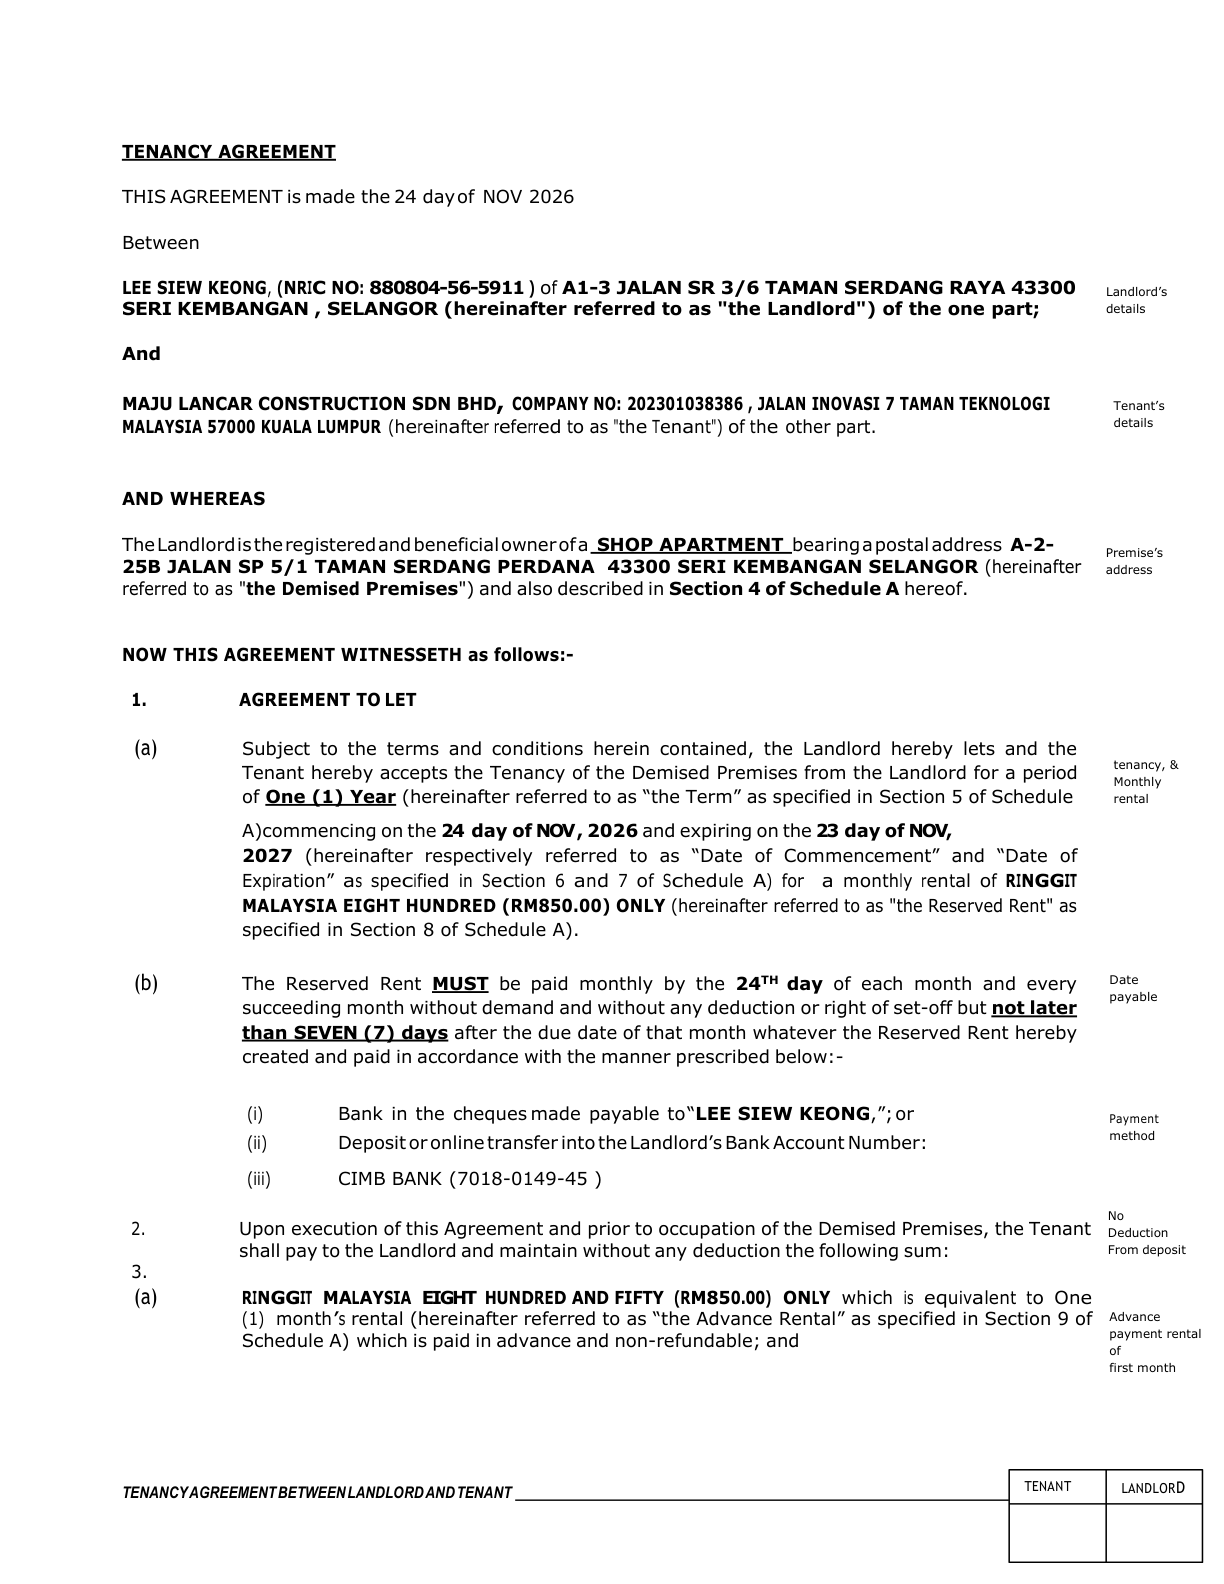 TENANCY AGREEMENT
THIS AGREEMENT is made the 24 day of NOV 2026
Between
LEE SIEW KEONG, (NRIC NO: 880804-56-5911 ) of A1-3 JALAN SR 3/6 TAMAN SERDANG RAYA 43300
SERI KEMBANGAN , SELANGOR (hereinafter referred to as "the Landlord") of the one part;
Landlord’s
details
And
MAJU LANCAR CONSTRUCTION SDN BHD, COMPANY NO: 202301038386 , JALAN INOVASI 7 TAMAN TEKNOLOGI
MALAYSIA 57000 KUALA LUMPUR (hereinafter referred to as "the Tenant") of the other part.
Tenant’s
details
AND WHEREAS
The Landlord is the registered and beneficial owner of a SHOP APARTMENT bearing a postal address A-2-
25B JALAN SP 5/1 TAMAN SERDANG PERDANA 43300 SERI KEMBANGAN SELANGOR (hereinafter
referred to as "the Demised Premises") and also described in Section 4 of Schedule A hereof.
Premise’s
address
NOW THIS AGREEMENT WITNESSETH as follows:-
1. AGREEMENT TO LET
(a) Subject to the terms and conditions herein contained, the Landlord hereby lets and the
Tenant hereby accepts the Tenancy of the Demised Premises from the Landlord for a period
of One (1) Year (hereinafter referred to as “the Term” as specified in Section 5 of Schedule
A)commencing on the 24 day of NOV, 2026 and expiring on the 23 day of NOV,
2027 (hereinafter respectively referred to as “Date of Commencement” and “Date of
Expiration” as specified in Section 6 and 7 of Schedule A) for a monthly rental of RINGGIT
MALAYSIA EIGHT HUNDRED (RM850.00) ONLY (hereinafter referred to as "the Reserved Rent" as
specified in Section 8 of Schedule A).
tenancy, &
Monthly
rental
(b) The Reserved Rent MUST be paid monthly by the 24TH day of each month and every
succeeding month without demand and without any deduction or right of set-off but not later
than SEVEN (7) days after the due date of that month whatever the Reserved Rent hereby
created and paid in accordance with the manner prescribed below:-
Date
payable
(i) Bank in the cheques made payable to“LEE SIEW KEONG,”; or
(ii) Deposit or online transfer into the Landlord’s Bank Account Number:
(iii) CIMB BANK (7018-0149-45 )
Payment
method
2. Upon execution of this Agreement and prior to occupation of the Demised Premises, the Tenant
shall pay to the Landlord and maintain without any deduction the following sum:
No
Deduction
From deposit
3.
(a) RINGGIT MALAYSIA EIGHT HUNDRED AND FIFTY (RM850.00) ONLY which is equivalent to One
(1) month’s rental (hereinafter referred to as “the Advance Rental” as specified in Section 9 of
Schedule A) which is paid in advance and non-refundable; and
Advance
payment rental
of
first month
TENANCY AGREEMENT BETWEEN LANDLORD AND TENANT
TENANT LANDLORD